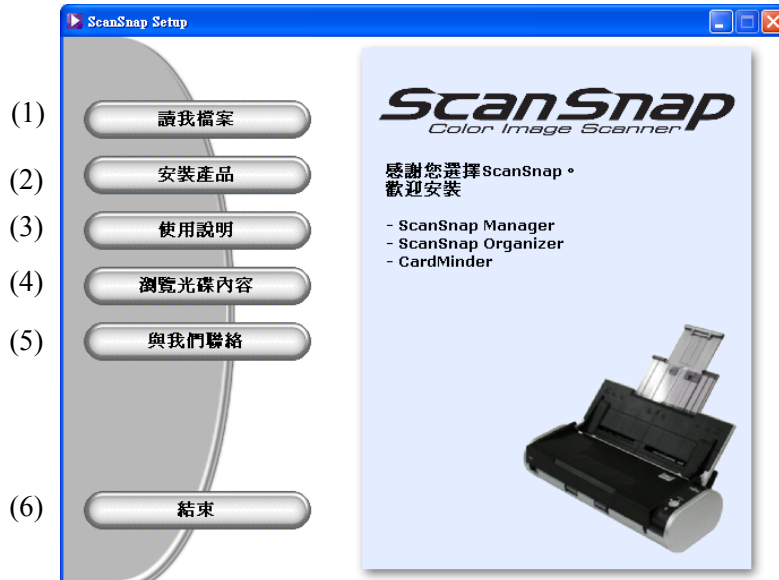 ScanSnap Setup
(1) 讀我檔案
(2) 安裝產品
(3) 使用說明
(4) 瀏覽光碟內容
(5) 與我們聯絡
(6) 結束
ScanSnap
Color Image Scanner
感謝您選擇ScanSnap。
歡迎安裝
- ScanSnap Manager
- ScanSnap Organizer
- CardMinder